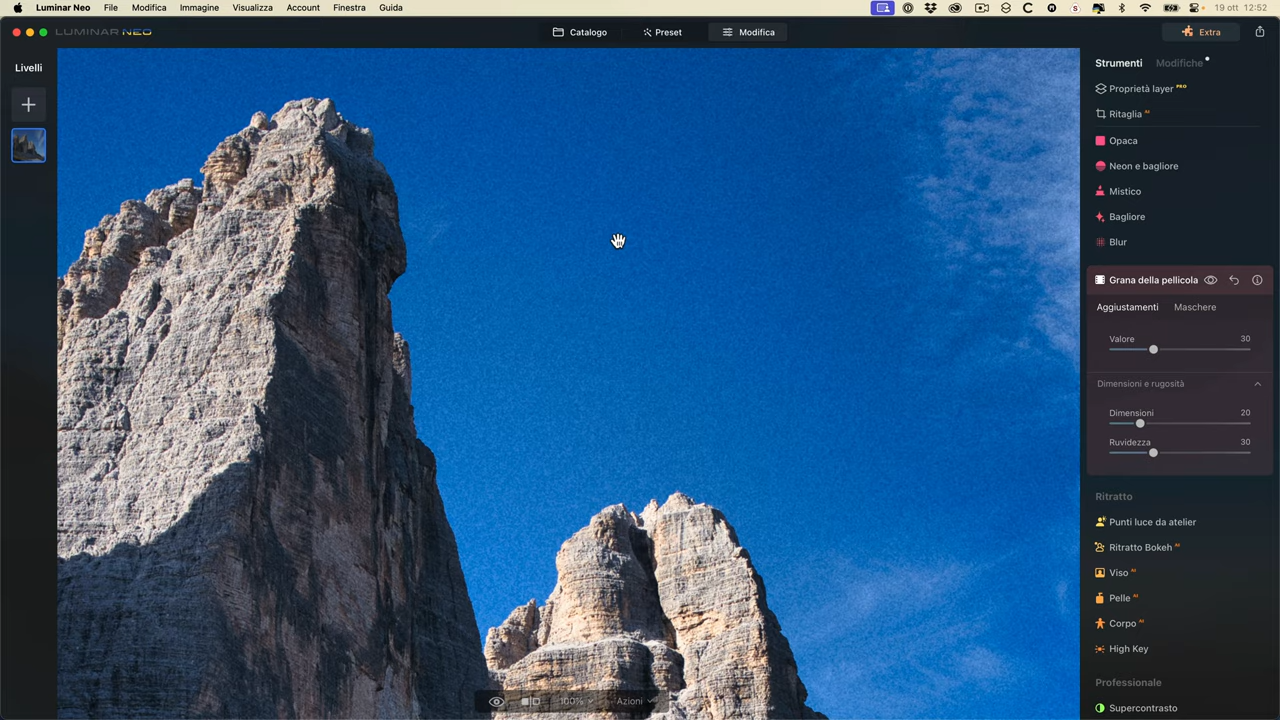 Luminar Neo File Modifica Immagine Visualizza Account Finestra Guida 19 ott 12:52
LUMINAR NEO Catalogo Preset Modifica Extra
Livelli
Strumenti Modifiche
Proprietà layer PRO
Ritaglia AI
Opaca
Neon e bagliore
Mistico
Bagliore
Blur
Grana della pellicola
Aggiustamenti Maschere
Valore 30
Dimensioni e rugosità
Dimensioni 20
Ruvidezza 30
Ritratto
Punti luce da atelier
Ritratto Bokeh AI
Viso AI
Pelle AI
Corpo AI
High Key
Professionale
Supercontrasto
100% Azioni